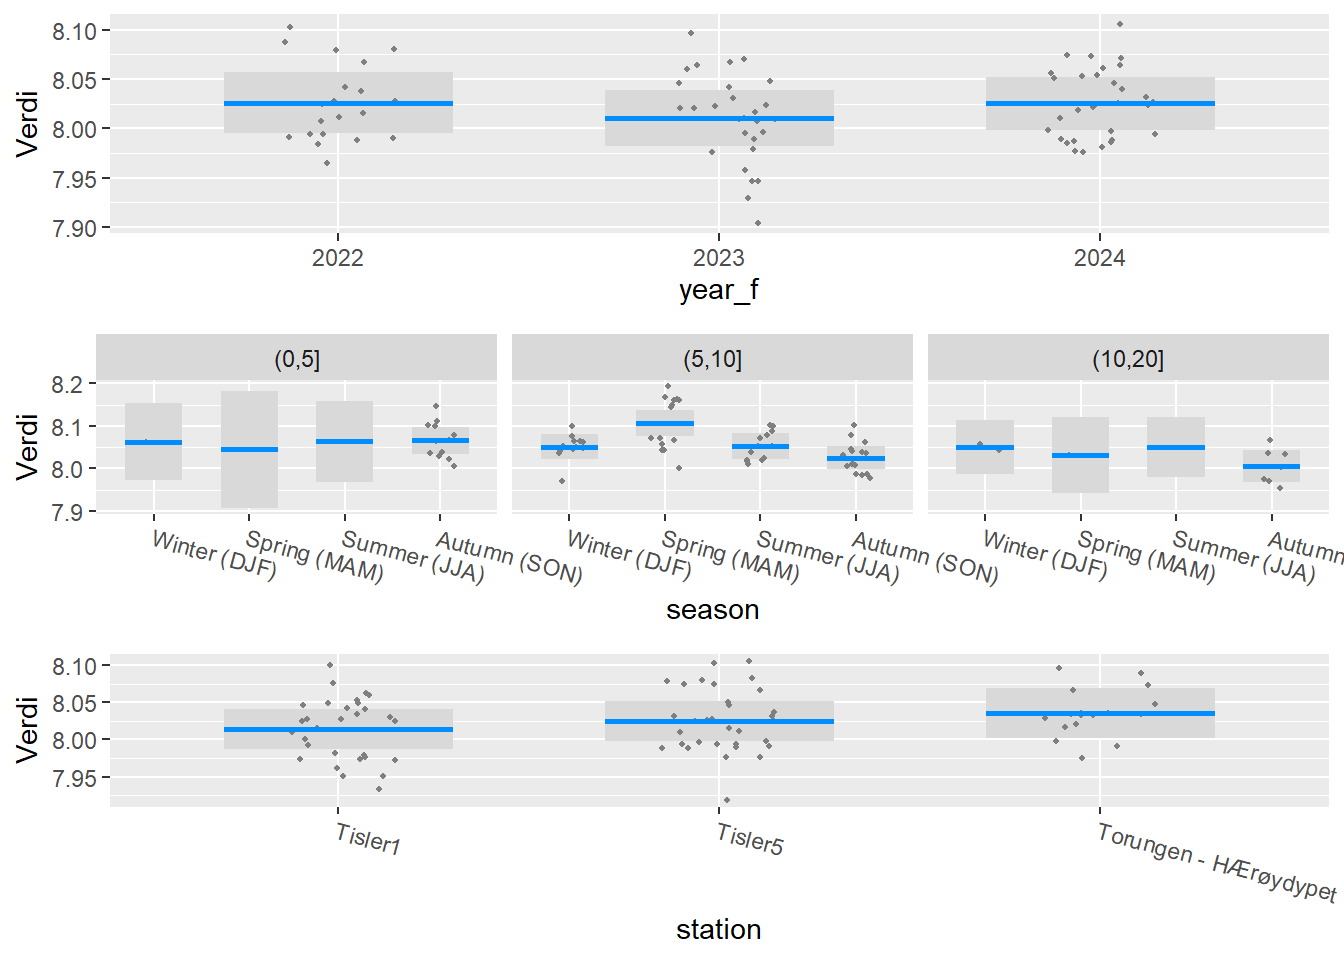 Verdi
8.10
8.05
8.00
7.95
7.90
2022 2023 2024
year_f
(0,5] (5,10] (10,20]
Verdi
8.2
8.1
8.0
7.9
Winter (DJF) Spring (MAM) Summer (JJA) Autumn (SON) Winter (DJF) Spring (MAM) Summer (JJA) Autumn (SON) Winter (DJF) Spring (MAM) Summer (JJA) Autumn
season
Verdi
8.10
8.05
8.00
7.95
Tisler1 Tisler5 Torungen - HÆrøydypet
station